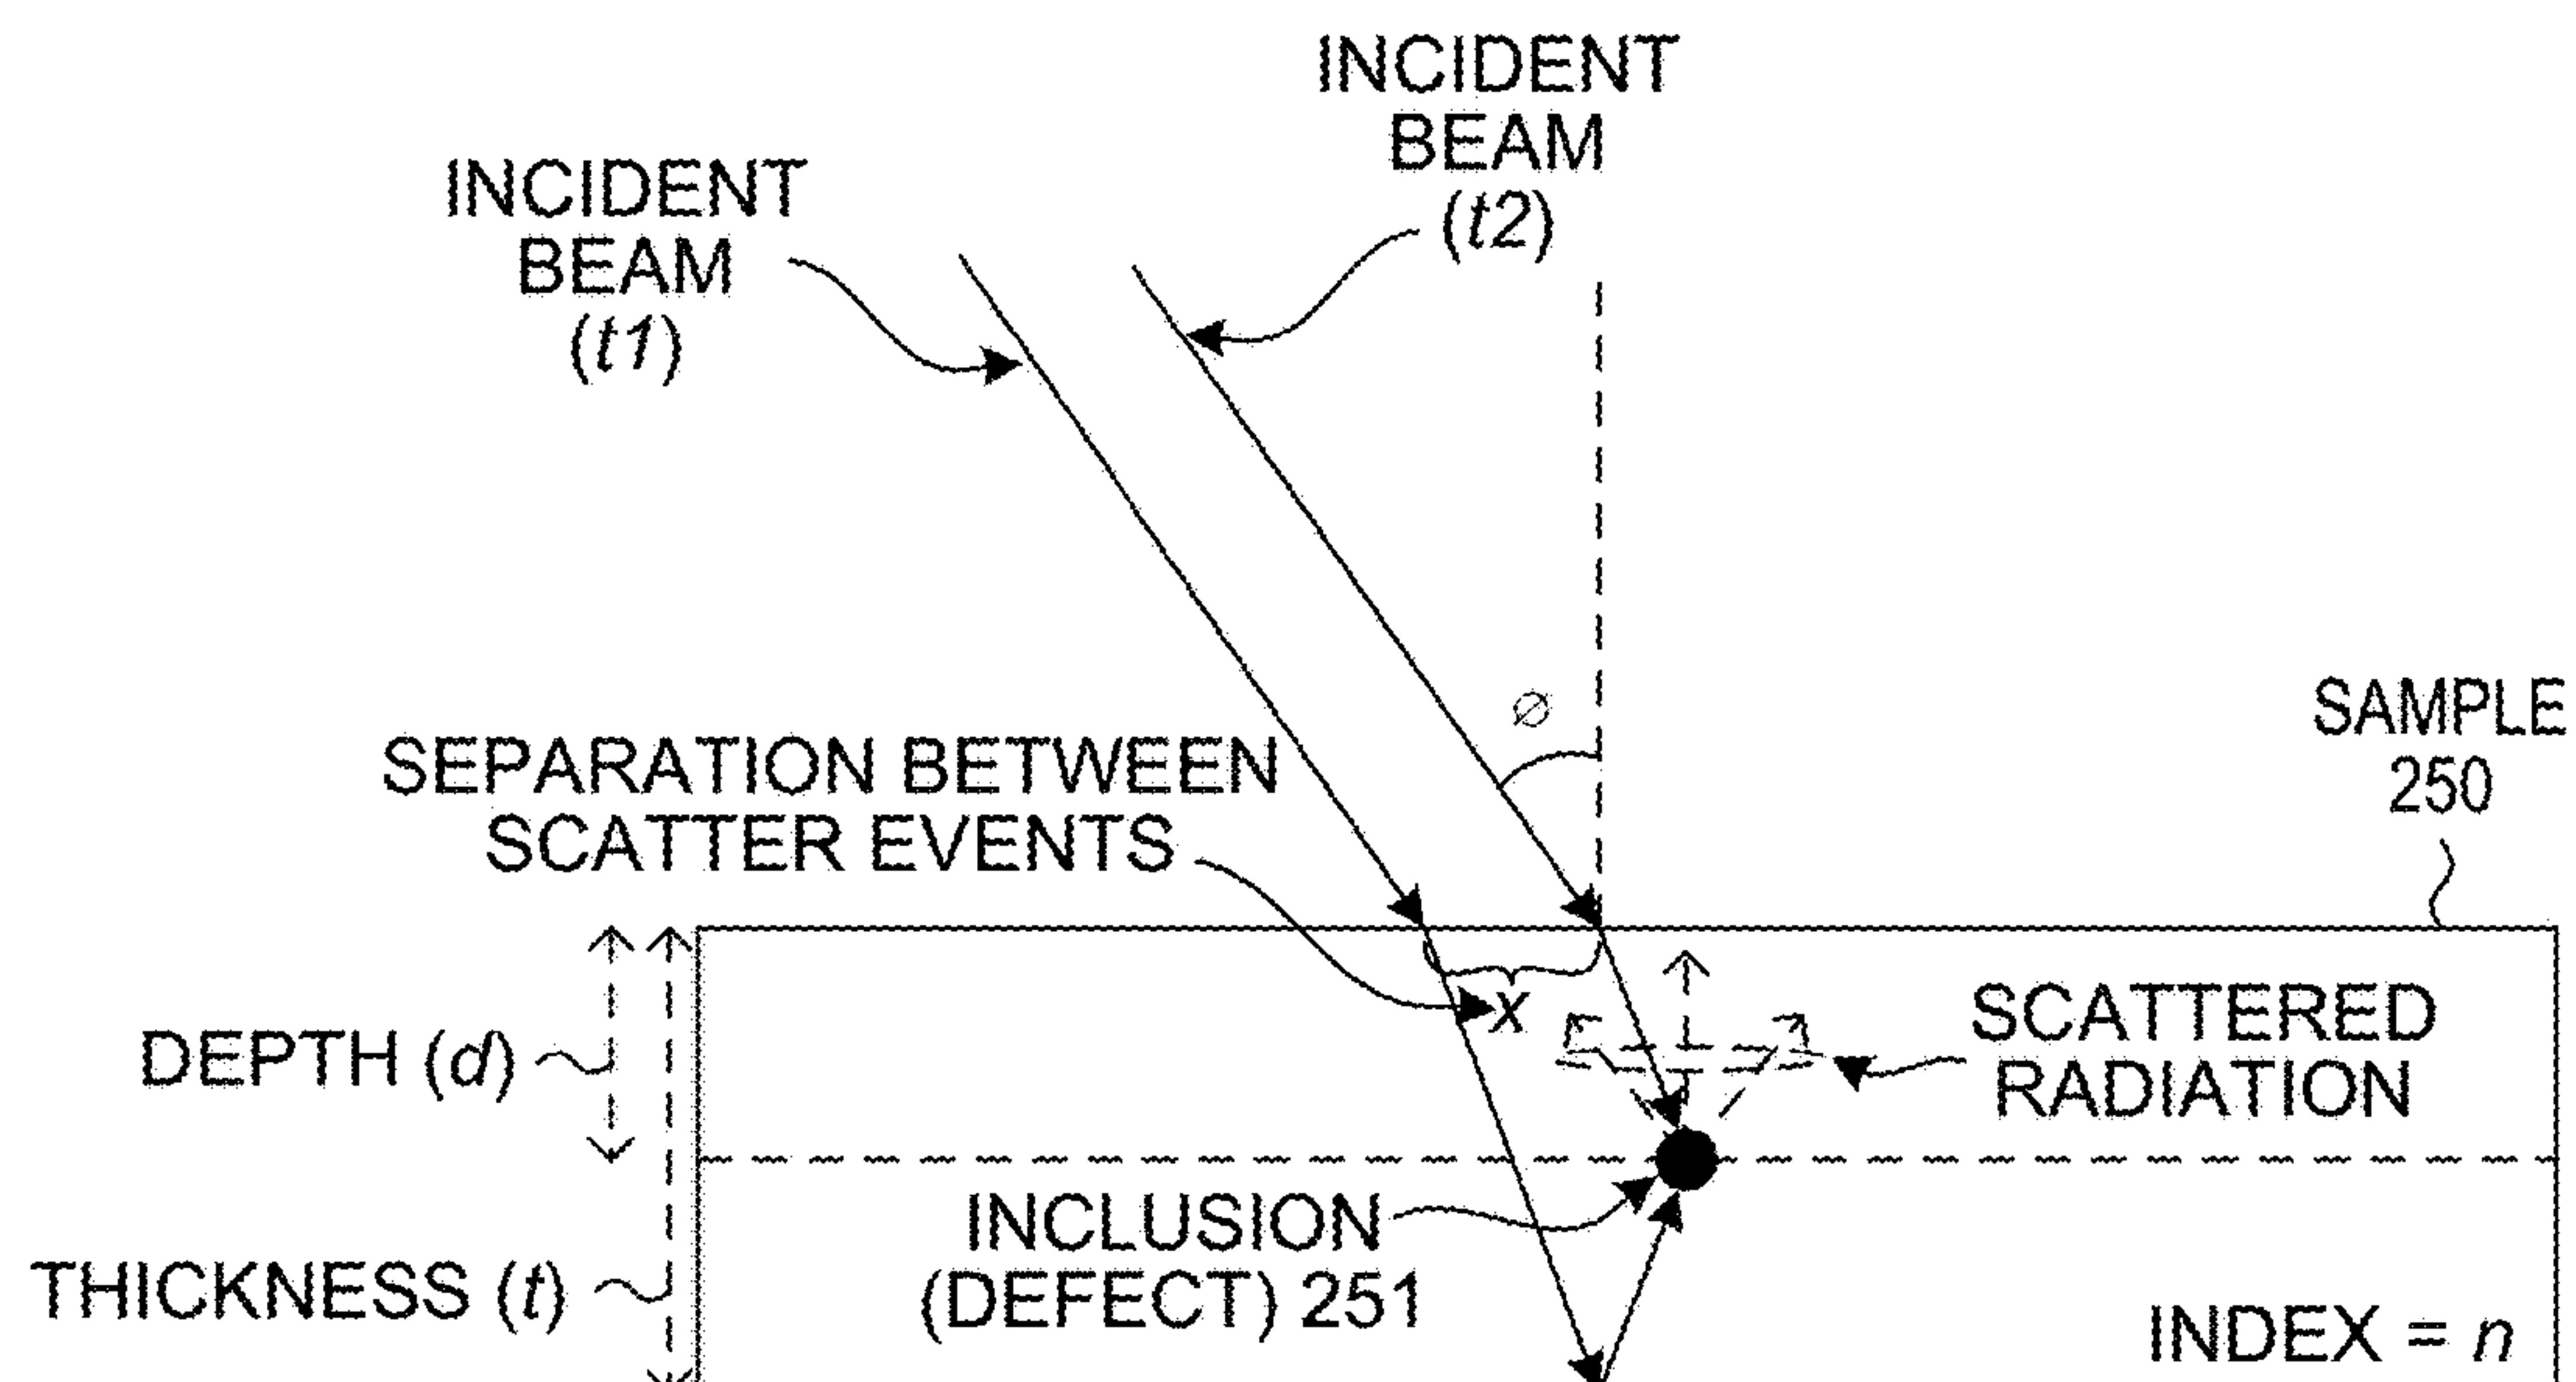 INCIDENT
BEAM
(t2)
INCIDENT
BEAM
(t1)
∅
SAMPLE
250
SEPARATION BETWEEN
SCATTER EVENTS
x
SCATTERED
RADIATION
DEPTH (d)
INCLUSION
(DEFECT) 251
THICKNESS (t)
INDEX = n